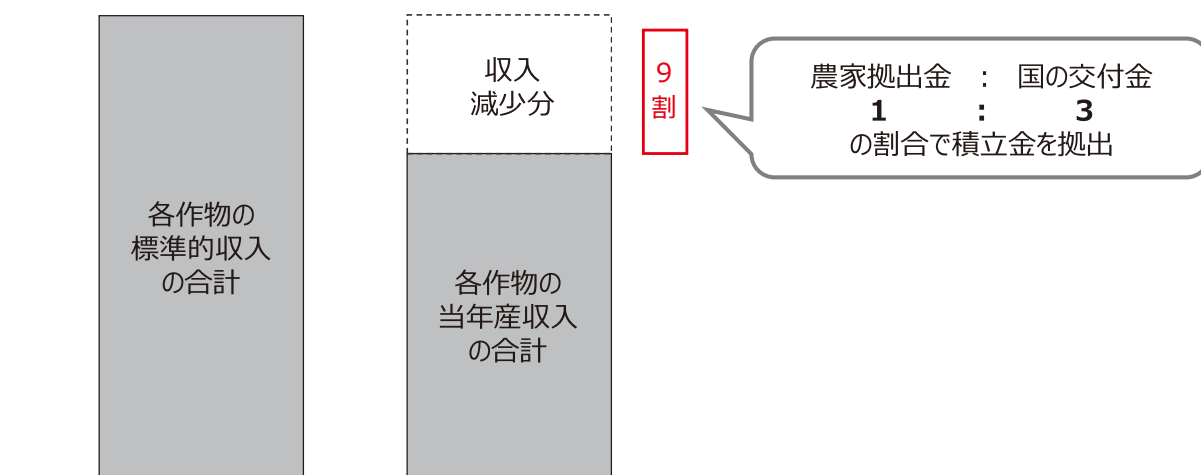 各作物の
標準的収入
の合計
収入
減少分
各作物の
当年産収入
の合計
9
割
農家拠出金 : 国の交付金
1 : 3
の割合で積立金を拠出